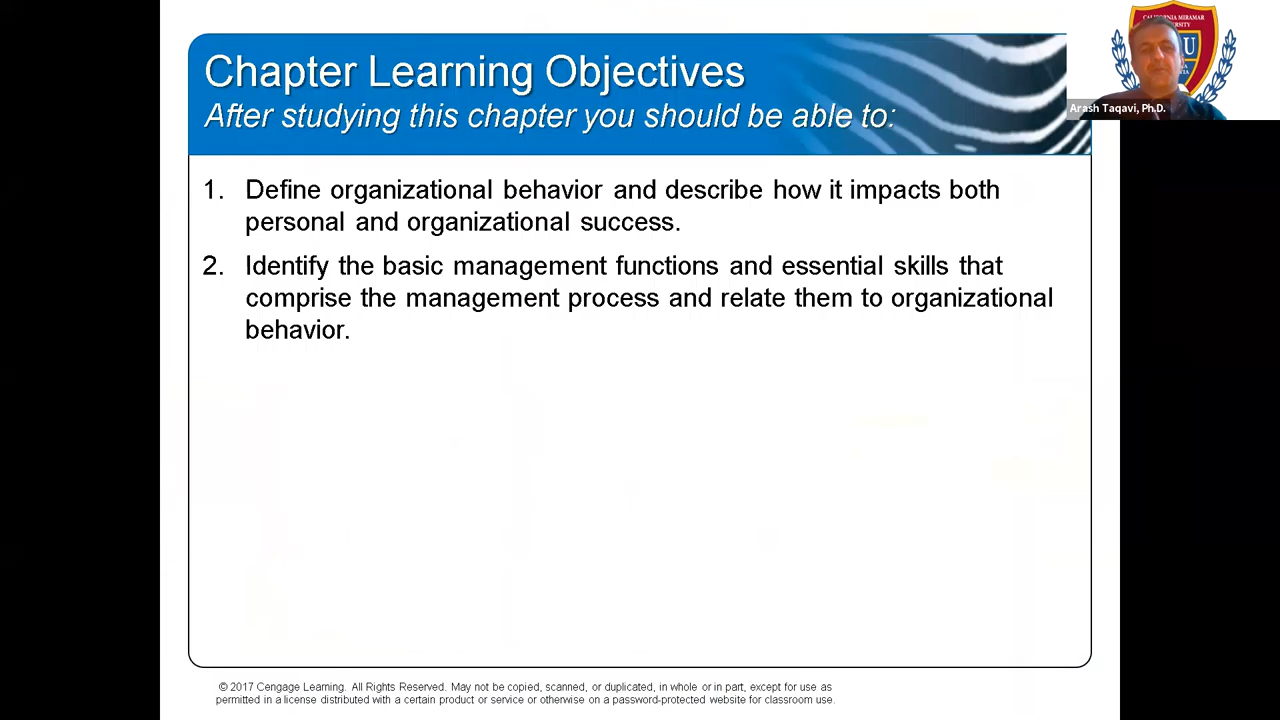 Chapter Learning Objectives
After studying this chapter you should be able to:
CALIFORNIA MIRAMAR
Arash Taqavi, Ph.D.
1. Define organizational behavior and describe how it impacts both
personal and organizational success.
2. Identify the basic management functions and essential skills that
comprise the management process and relate them to organizational
behavior.
© 2017 Cengage Learning. All Rights Reserved. May not be copied, scanned, or duplicated, in whole or in part, except for use as
permitted in a license distributed with a certain product or service or otherwise on a password-protected website for classroom use.